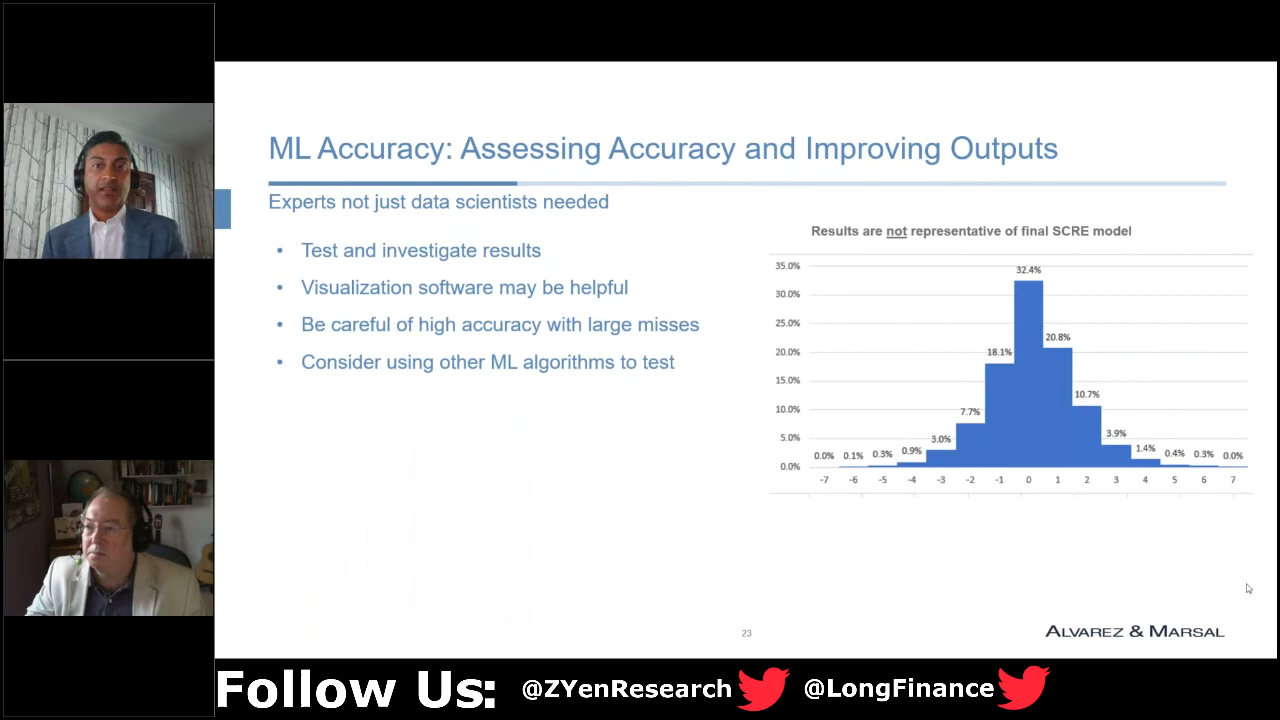 ML Accuracy: Assessing Accuracy and Improving Outputs
Experts not just data scientists needed
• Test and investigate results
• Visualization software may be helpful
• Be careful of high accuracy with large misses
• Consider using other ML algorithms to test
Results are not representative of final SCRE model
35.0%
30.0%
25.0%
20.0%
15.0%
10.0%
5.0%
0.0%
0.0% 0.1% 0.3% 0.9% 3.0% 7.7% 18.1% 32.4% 20.8% 10.7% 3.9% 1.4% 0.4% 0.3% 0.0%
-7 -6 -5 -4 -3 -2 -1 0 1 2 3 4 5 6 7
23
ALVAREZ & MARSAL
Follow Us: @ZYenResearch @LongFinance